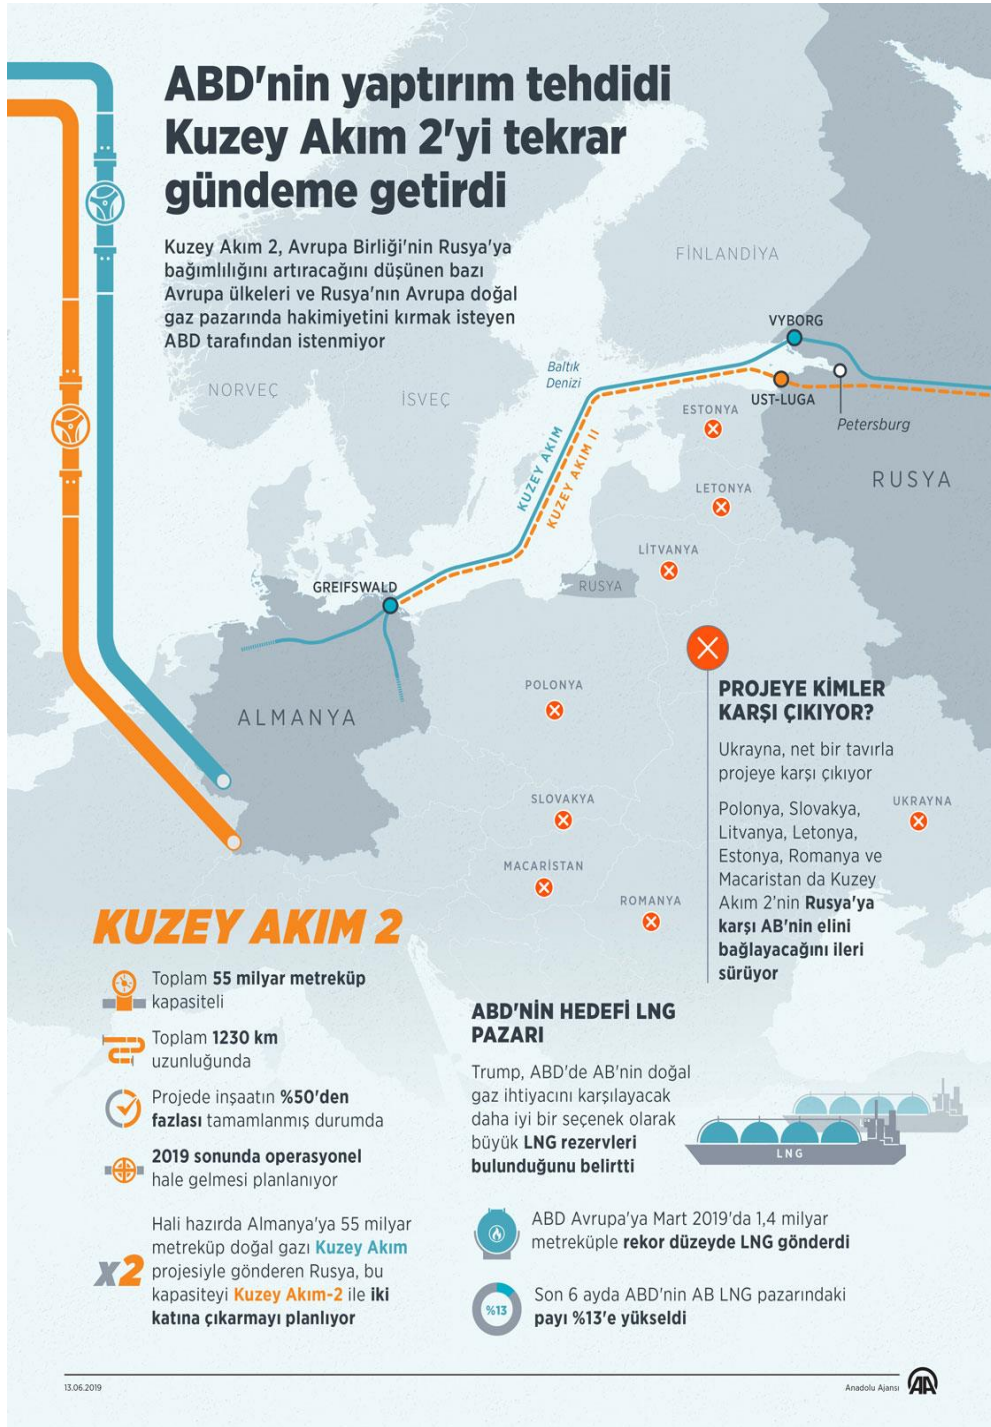 ABD'nin yaptırım tehdidi
Kuzey Akım 2'yi tekrar
gündeme getirdi
Kuzey Akım 2, Avrupa Birliği'nin Rusya'ya
bağımlılığını artıracağını düşünen bazı
Avrupa ülkeleri ve Rusya'nın Avrupa doğal
gaz pazarında hakimiyetini kırmak isteyen
ABD tarafından istenmiyor
FİNLANDİYA
VYBORG
Baltık
Denizi
NORVEÇ
İSVEÇ
UST-LUGA
ESTONYA
Petersburg
KUZEY AKIM
KUZEY AKIM II
RUSYA
LETONYA
LİTVANYA
GREIFSWALD
RUSYA
POLONYA
ALMANYA
PROJEYE KİMLER
KARŞI ÇIKIYOR?
Ukrayna, net bir tavırla
projeye karşı çıkıyor
SLOVAKYA
UKRAYNA
Polonya, Slovakya,
Litvanya, Letonya,
Estonya, Romanya ve
Macaristan da Kuzey
Akım 2'nin Rusya'ya
karşı AB'nin elini
bağlayacağını ileri
sürüyor
MACARİSTAN
ROMANYA
KUZEY AKIM 2
Toplam 55 milyar metreküp
kapasiteli
Toplam 1230 km
uzunluğunda
Projede inşaatın %50'den
fazlası tamamlanmış durumda
2019 sonunda operasyonel
hale gelmesi planlanıyor
x2
Hali hazırda Almanya'ya 55 milyar
metreküp doğal gazı Kuzey Akım
projesiyle gönderen Rusya, bu
kapasiteyi Kuzey Akım-2 ile iki
katına çıkarmayı planlıyor
ABD'NİN HEDEFİ LNG
PAZARI
Trump, ABD'de AB'nin doğal
gaz ihtiyacını karşılayacak
daha iyi bir seçenek olarak
büyük LNG rezervleri
bulunduğunu belirtti
LNG
ABD Avrupa'ya Mart 2019'da 1,4 milyar
metreküple rekor düzeyde LNG gönderdi
%13
Son 6 ayda ABD'nin AB LNG pazarındaki
payı %13'e yükseldi
13.06.2019
Anadolu Ajansı
AA